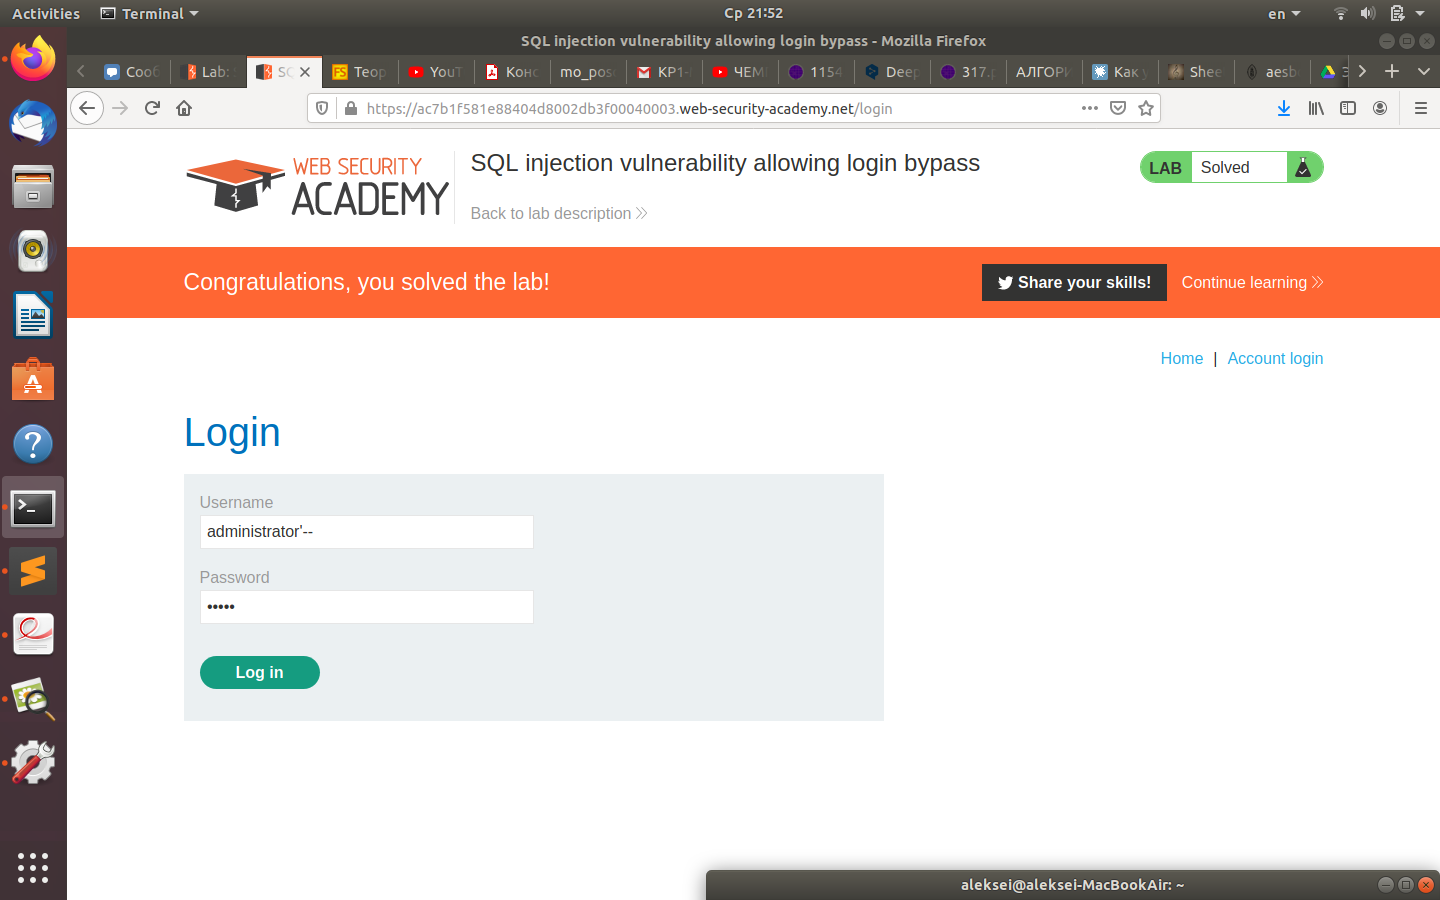 Activities Terminal Ср 21:52 en
SQL injection vulnerability allowing login bypass - Mozilla Firefox
Сооб Lab: SQ Теор YouT Конс mo_pos KP1- ЧЕМ 1154 Deep 317. АЛГОРИ Как Shee aesb
https://ac7b1f581e88404d8002db3f00040003.web-security-academy.net/login
WEB SECURITY
ACADEMY
SQL injection vulnerability allowing login bypass
Back to lab description
LAB Solved
Congratulations, you solved the lab!
Share your skills!
Continue learning
Home | Account login
Login
Username
administrator'--
Password
•••••
Log in
aleksei@aleksei-MacBookAir: ~